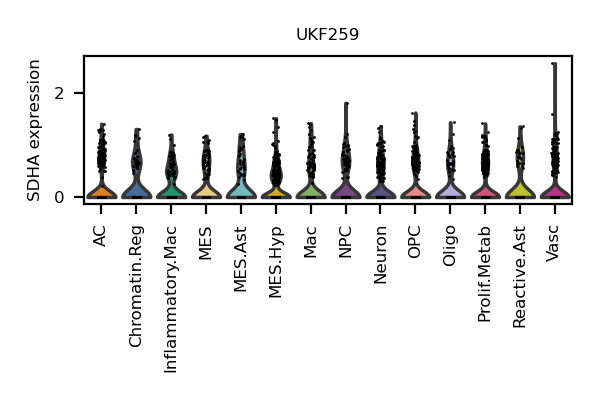 UKF259
SDHA expression
2
0
AC
Chromatin.Reg
Inflammatory.Mac
MES
MES.Ast
MES.Hyp
Mac
NPC
Neuron
OPC
Oligo
Prolif.Metab
Reactive.Ast
Vasc